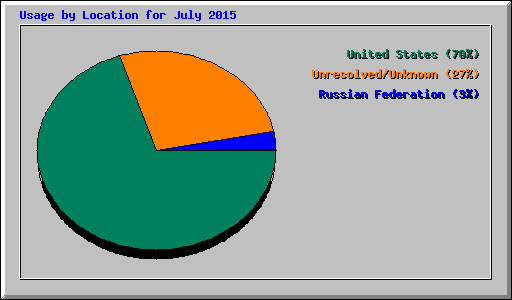 Usage by Location for July 2015
United States (70%)
Unresolved/Unknown (27%)
Russian Federation (3%)